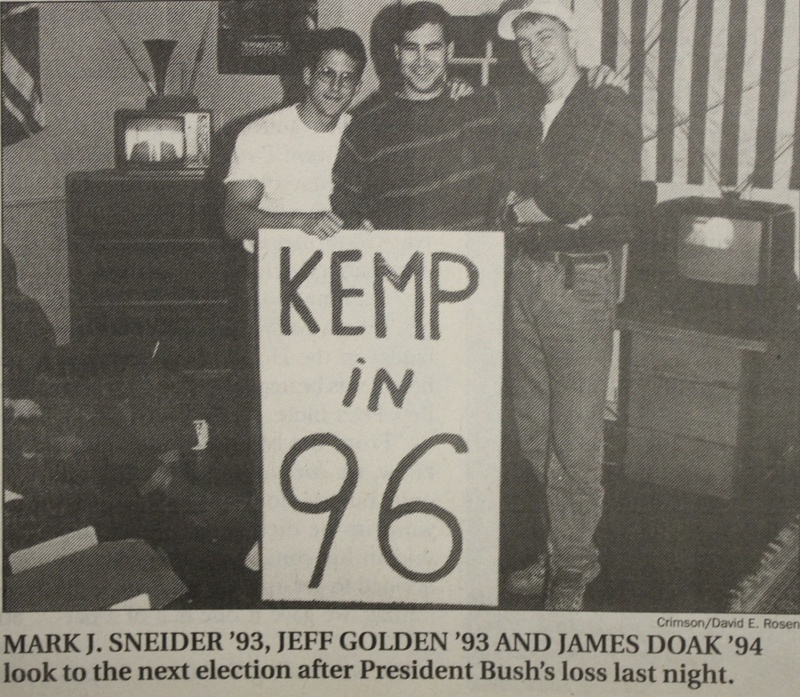 KEMP
iN
96
Crimson/David E. Rosen
MARK J. SNEIDER ’93, JEFF GOLDEN ’93 AND JAMES DOAK ’94
look to the next election after President Bush’s loss last night.